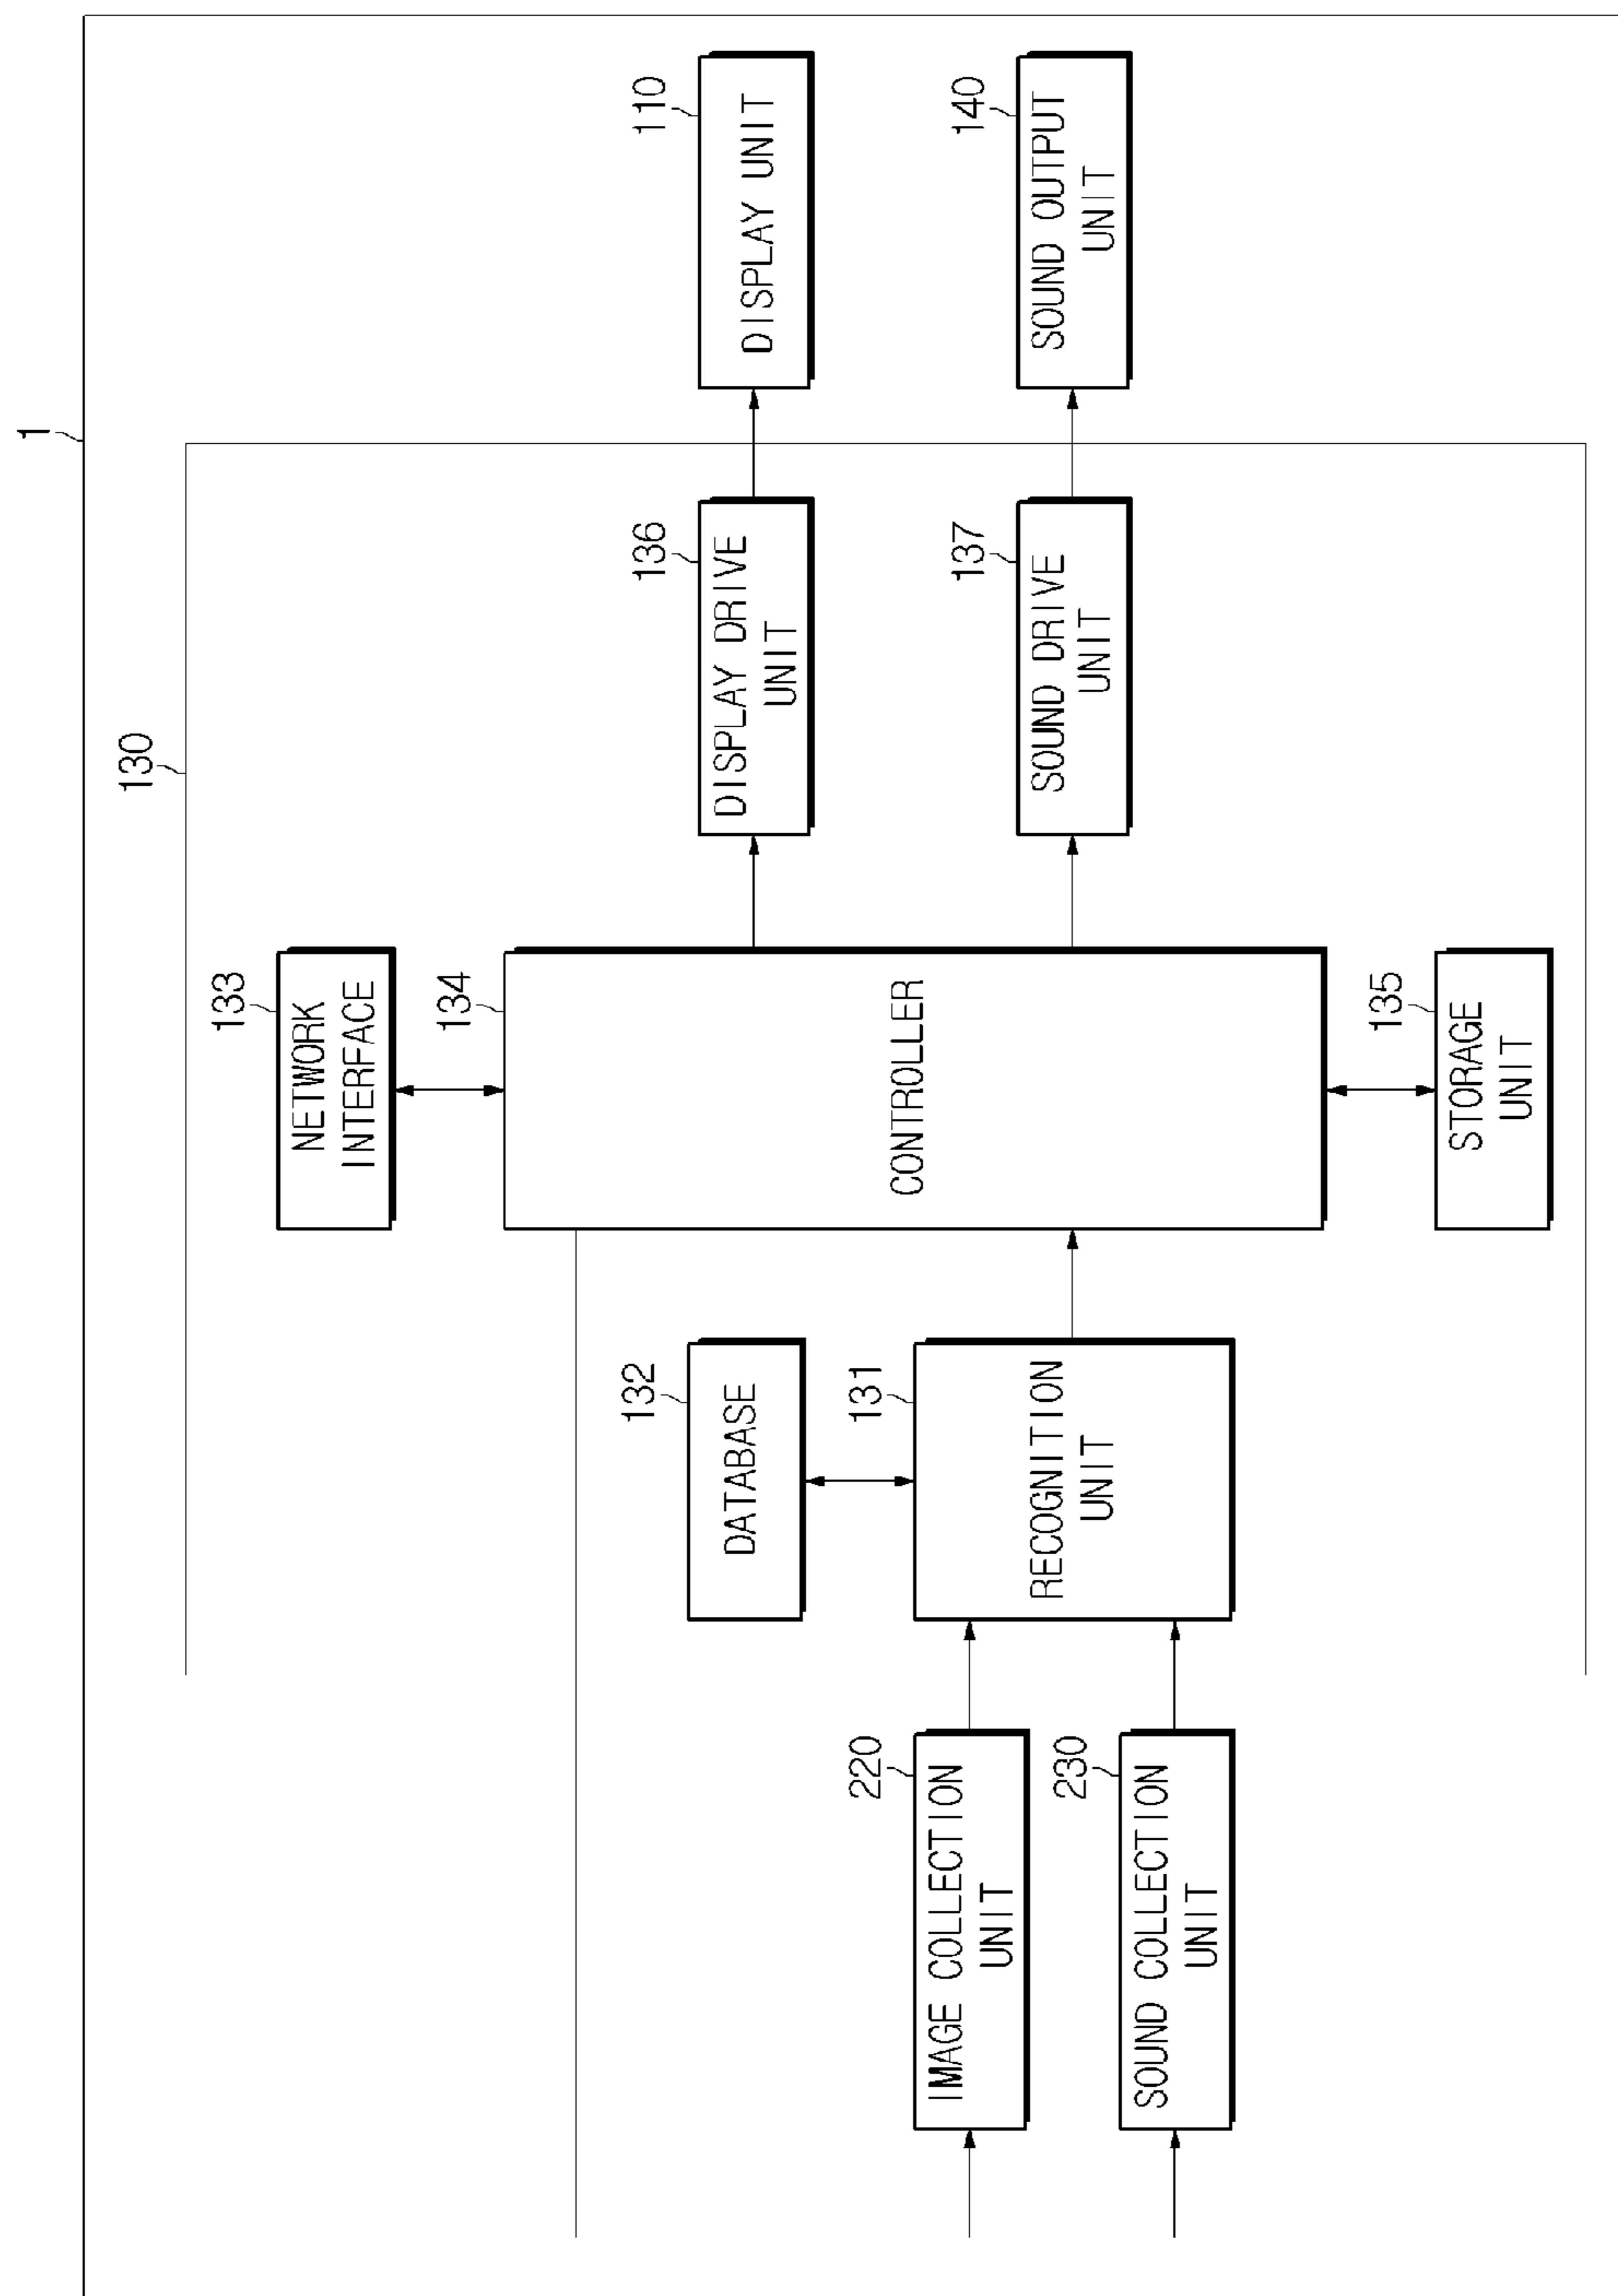 1
130
133
NETWORK
INTERFACE
132
DATABASE
134
CONTROLLER
136
DISPLAY DRIVE
UNIT
110
DISPLAY UNIT
220
IMAGE COLLECTION
UNIT
131
RECOGNITION
UNIT
137
SOUND DRIVE
UNIT
140
SOUND OUTPUT
UNIT
230
SOUND COLLECTION
UNIT
135
STORAGE
UNIT